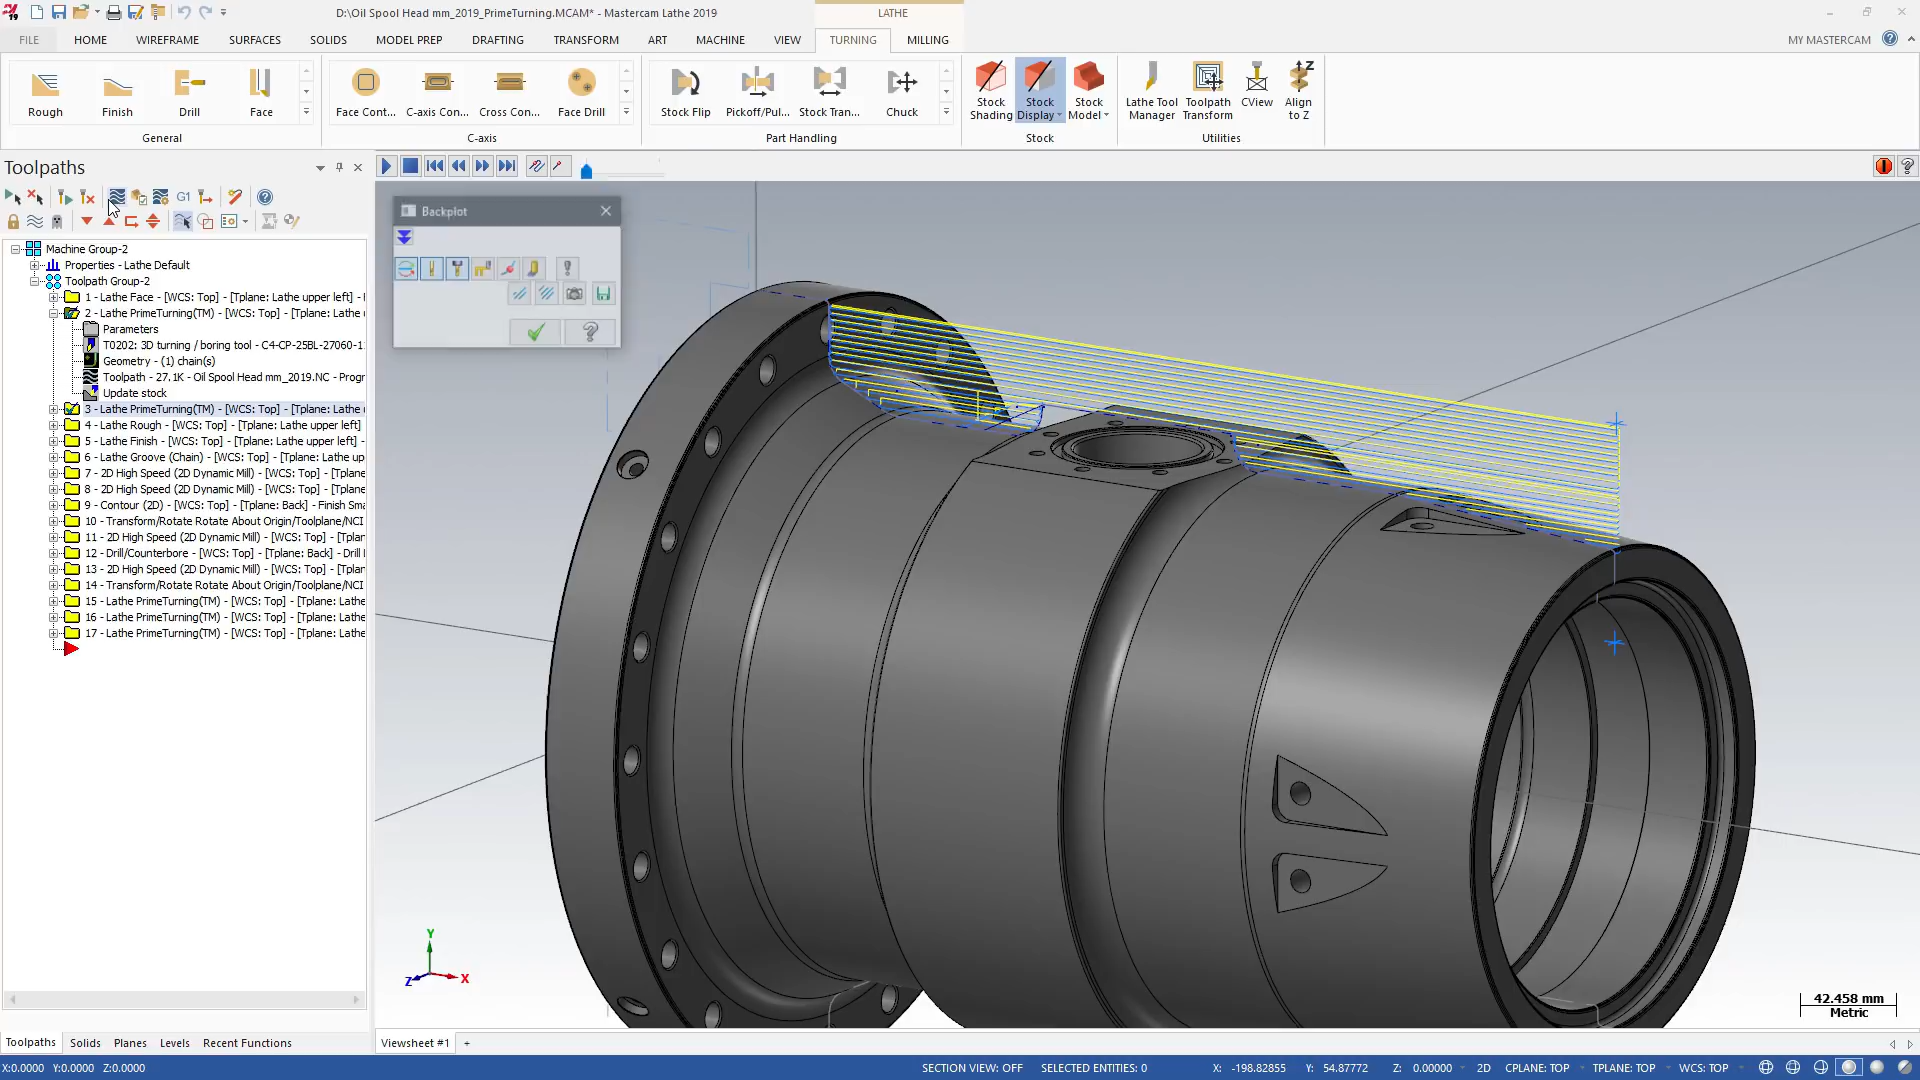 D:\Oil Spool Head mm_2019_PrimeTurning.MCAM* - Mastercam Lathe 2019
LATHE
FILE HOME WIREFRAME SURFACES SOLIDS MODEL PREP DRAFTING TRANSFORM ART MACHINE VIEW TURNING MILLING MY MASTERCAM
Rough Finish Drill Face
General
Face Cont... C-axis Con... Cross Con... Face Drill
C-axis
Stock Flip Pickoff/Pul... Stock Tran... Chuck
Part Handling
Stock Shading
Stock Display
Stock Model
Stock
Lathe Tool Manager
Toolpath Transform
CView
Align to Z
Utilities
Toolpaths
G1
Backplot
Machine Group-2
Properties - Lathe Default
Toolpath Group-2
1 - Lathe Face - [WCS: Top] - [Tplane: Lathe upper left] -
2 - Lathe PrimeTurning(TM) - [WCS: Top] - [Tplane: Lathe
Parameters
T0202: 3D turning / boring tool - C4-CP-25BL-27060-1
Geometry - (1) chain(s)
Toolpath - 27.1K - Oil Spool Head mm_2019.NC - Progr
Update stock
3 - Lathe PrimeTurning(TM) - [WCS: Top] - [Tplane: Lathe
4 - Lathe Rough - [WCS: Top] - [Tplane: Lathe upper left]
5 - Lathe Finish - [WCS: Top] - [Tplane: Lathe upper left]
6 - Lathe Groove (Chain) - [WCS: Top] - [Tplane: Lathe up
7 - 2D High Speed (2D Dynamic Mill) - [WCS: Top] - [Tplane
8 - 2D High Speed (2D Dynamic Mill) - [WCS: Top] - [Tplane
9 - Contour (2D) - [WCS: Top] - [Tplane: Back] - Finish Sma
10 - Transform/Rotate Rotate About Origin/Toolplane/NCI
11 - 2D High Speed (2D Dynamic Mill) - [WCS: Top] - [Tplan
12 - Drill/Counterbore - [WCS: Top] - [Tplane: Back] - Drill
13 - 2D High Speed (2D Dynamic Mill) - [WCS: Top] - [Tplan
14 - Transform/Rotate Rotate About Origin/Toolplane/NCI
15 - Lathe PrimeTurning(TM) - [WCS: Top] - [Tplane: Lathe
16 - Lathe PrimeTurning(TM) - [WCS: Top] - [Tplane: Lathe
17 - Lathe PrimeTurning(TM) - [WCS: Top] - [Tplane: Lathe
Y
Z X
42.458 mm
Metric
Toolpaths Solids Planes Levels Recent Functions
Viewsheet #1 +
X:0.0000 Y:0.0000 Z:0.0000 SECTION VIEW: OFF SELECTED ENTITIES: 0 X: -198.82855 Y: 54.87772 Z: 0.00000 2D CPLANE: TOP TPLANE: TOP WCS: TOP